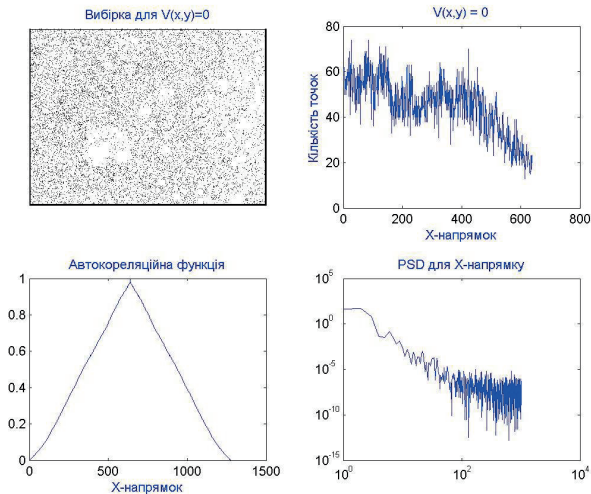 Вибірка для V(x,y)=0
V(x,y) = 0
80
60
40
20
0
Кількість точок
0 200 400 600 800
X-напрямок
Автокореляційна функція
1
0.8
0.6
0.4
0.2
0
0 500 1000 1500
X-напрямок
PSD для X-напрямку
10^5
10^0
10^-5
10^-10
10^-15
10^0 10^2 10^4